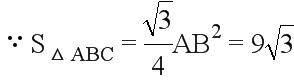 ∵ S△ABC = √3/4 AB² = 9√3